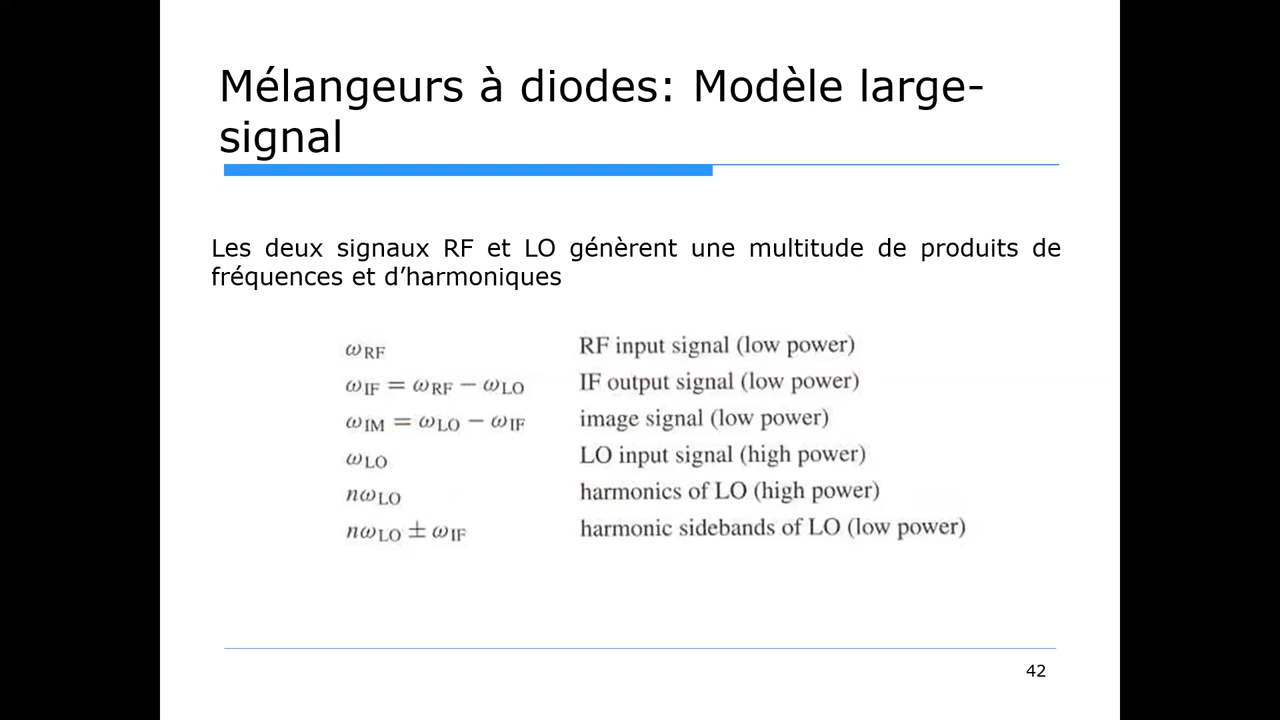 Mélangeurs à diodes: Modèle large-
signal
Les deux signaux RF et LO génèrent une multitude de produits de
fréquences et d’harmoniques
ωRF RF input signal (low power)
ωIF = ωRF − ωLO IF output signal (low power)
ωIM = ωLO − ωIF image signal (low power)
ωLO LO input signal (high power)
nωLO harmonics of LO (high power)
nωLO ± ωIF harmonic sidebands of LO (low power)
42